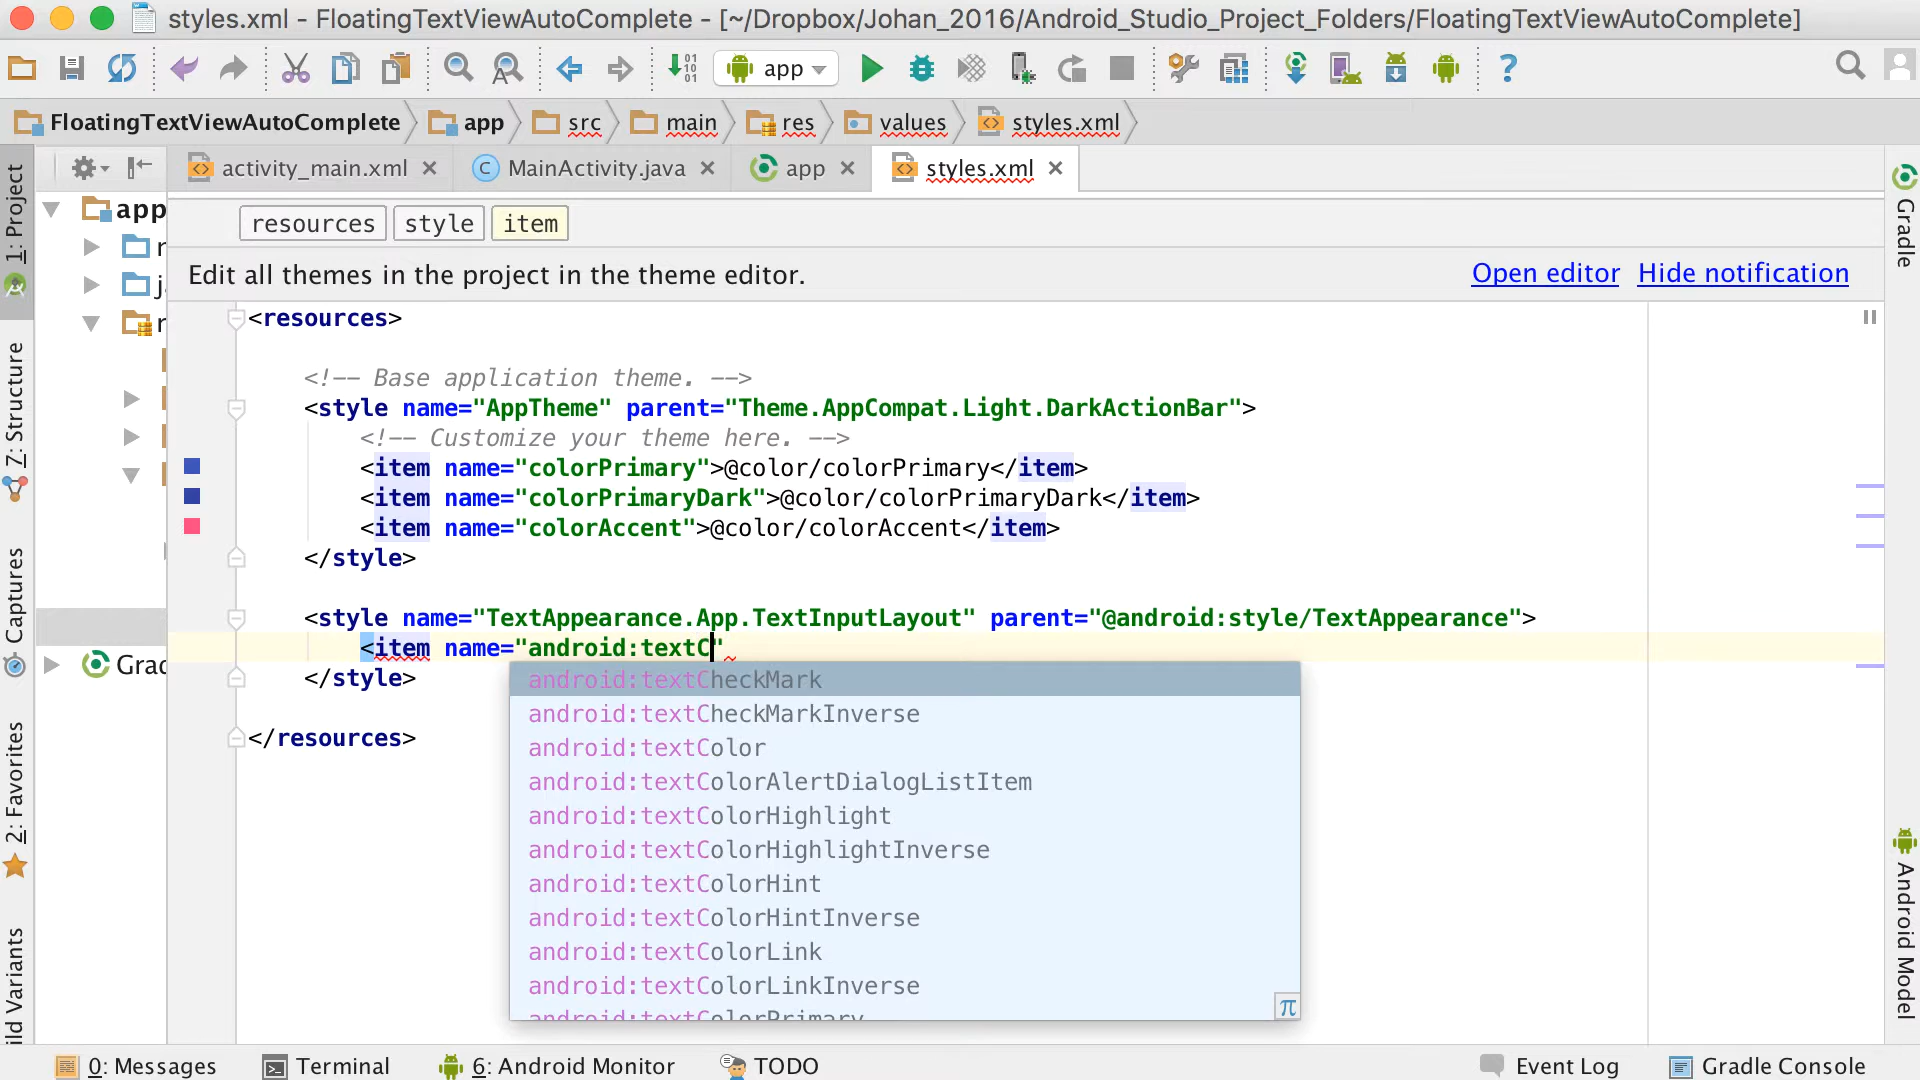 styles.xml - FloatingTextViewAutoComplete - [~/Dropbox/Johan_2016/Android_Studio_Project_Folders/FloatingTextViewAutoComplete]
app
?
FloatingTextViewAutoComplete app src main res values styles.xml
activity_main.xml MainActivity.java app styles.xml
1: Project
7: Structure
Captures
2: Favorites
ild Variants
app
Grad
resources style item
Edit all themes in the project in the theme editor. Open editor Hide notification
<resources>
<!-- Base application theme. -->
<style name="AppTheme" parent="Theme.AppCompat.Light.DarkActionBar">
<!-- Customize your theme here. -->
<item name="colorPrimary">@color/colorPrimary</item>
<item name="colorPrimaryDark">@color/colorPrimaryDark</item>
<item name="colorAccent">@color/colorAccent</item>
</style>
<style name="TextAppearance.App.TextInputLayout" parent="@android:style/TextAppearance">
<item name="android:textC"
</style>
</resources>
android:textCheckMark
android:textCheckMarkInverse
android:textColor
android:textColorAlertDialogListItem
android:textColorHighlight
android:textColorHighlightInverse
android:textColorHint
android:textColorHintInverse
android:textColorLink
android:textColorLinkInverse
android:textColorPrimary
π
Gradle
Android Model
0: Messages Terminal 6: Android Monitor TODO Event Log Gradle Console